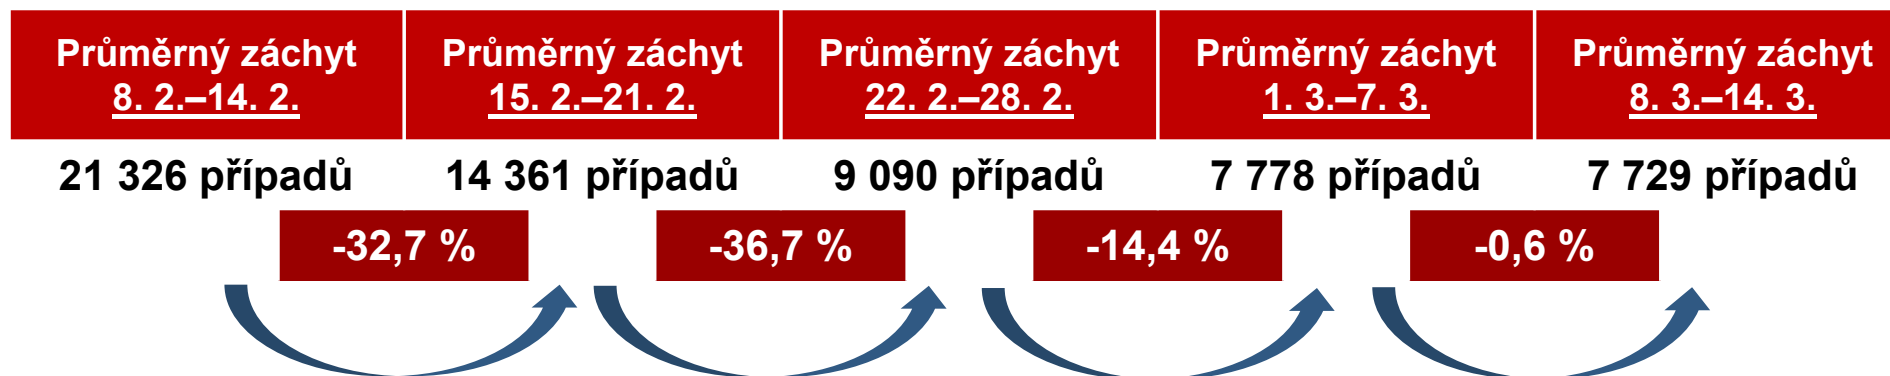 Průměrný záchyt
8. 2.–14. 2.
Průměrný záchyt
15. 2.–21. 2.
Průměrný záchyt
22. 2.–28. 2.
Průměrný záchyt
1. 3.–7. 3.
Průměrný záchyt
8. 3.–14. 3.
21 326 případů
14 361 případů
9 090 případů
7 778 případů
7 729 případů
-32,7 %
-36,7 %
-14,4 %
-0,6 %